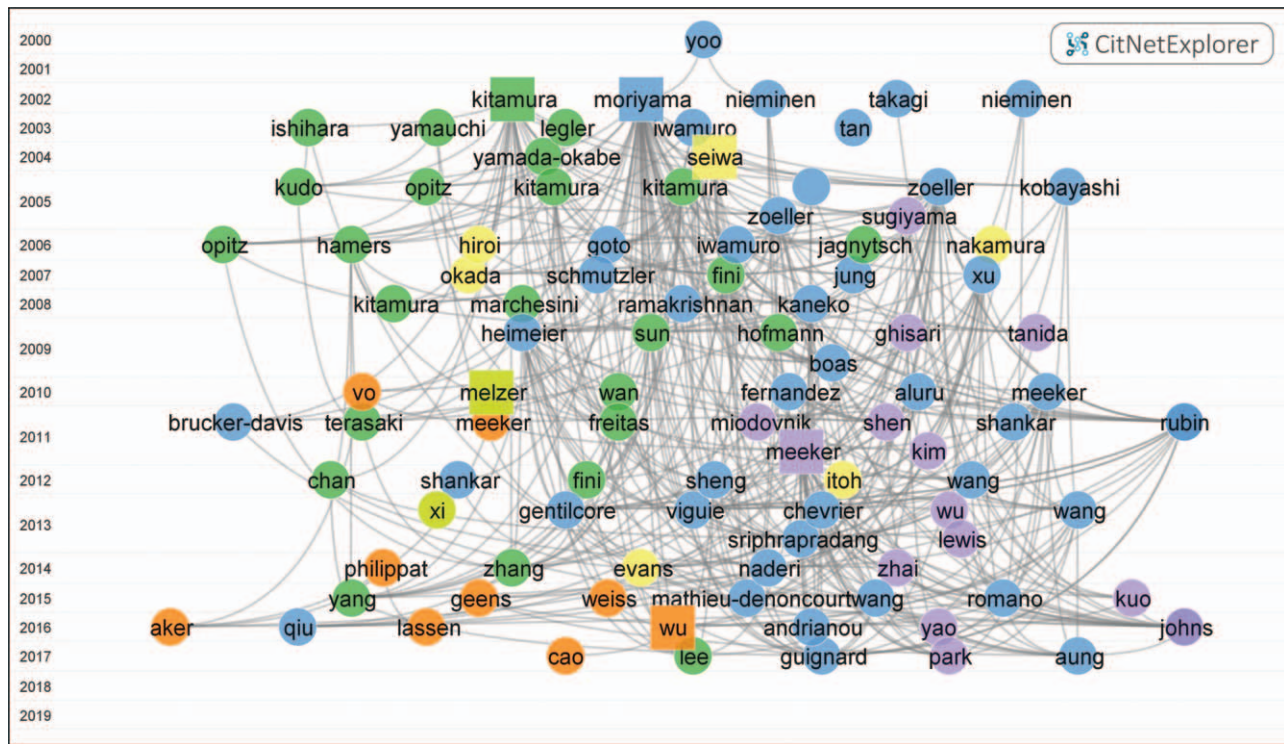 2000
yoo
CitNetExplorer
2001
2002
kitamura moriyama nieminen takagi nieminen
2003
ishihara yamauchi legler iwamuro tan
2004
yamada-okabe seiwa
kudo opitz kitamura kitamura zoeller kobayashi
2005
zoeller sugiyama
2006
opitz hamers hiroi goto iwamuro jagnytsch nakamura
2007
okada schmutzler fini jung xu
2008
kitamura marchesini ramakrishnan kaneko
heimeier sun hofmann ghisari tanida
2009
boas
2010
vo melzer wan fernandez aluru meeker
brucker-davis terasaki meeker freitas miodovnik shen shankar rubin
2011
meeker kim
2012
chan shankar fini sheng itoh wang
xi gentilcore viguie chevrier wu wang
2013
sriphrapradang lewis
2014
philippat zhang evans naderi zhai
2015
yang geens weiss mathieu-denoncourt wang romano kuo
2016
aker qiu lassen wu andrianou yao johns
2017
cao lee guignard park aung
2018
2019